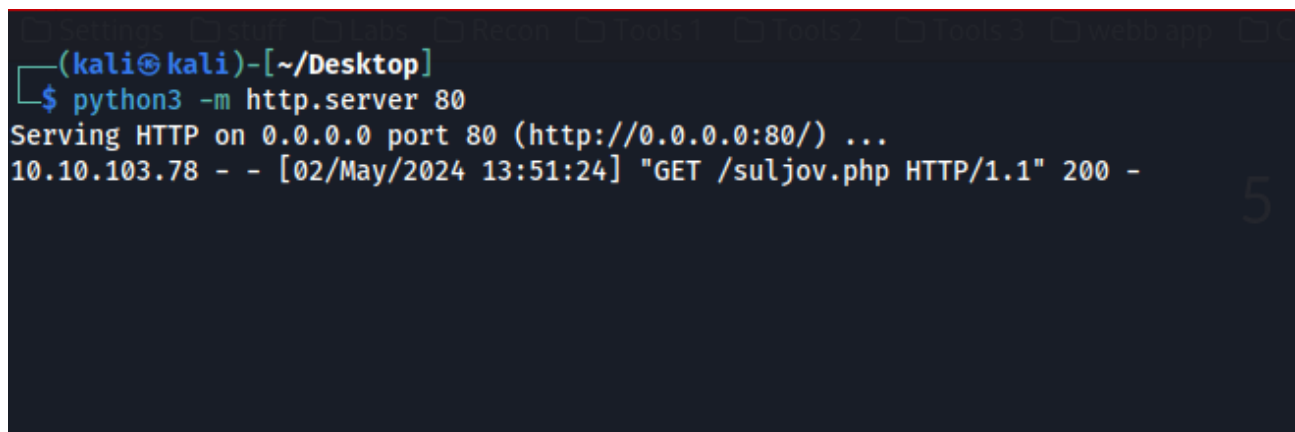 Settings stuff Labs Recon Tools 1 Tools 2 Tools 3 webb app
(kali㉿kali)-[~/Desktop]
$ python3 -m http.server 80
Serving HTTP on 0.0.0.0 port 80 (http://0.0.0.0:80/) ...
10.10.103.78 - - [02/May/2024 13:51:24] "GET /suljov.php HTTP/1.1" 200 -
5